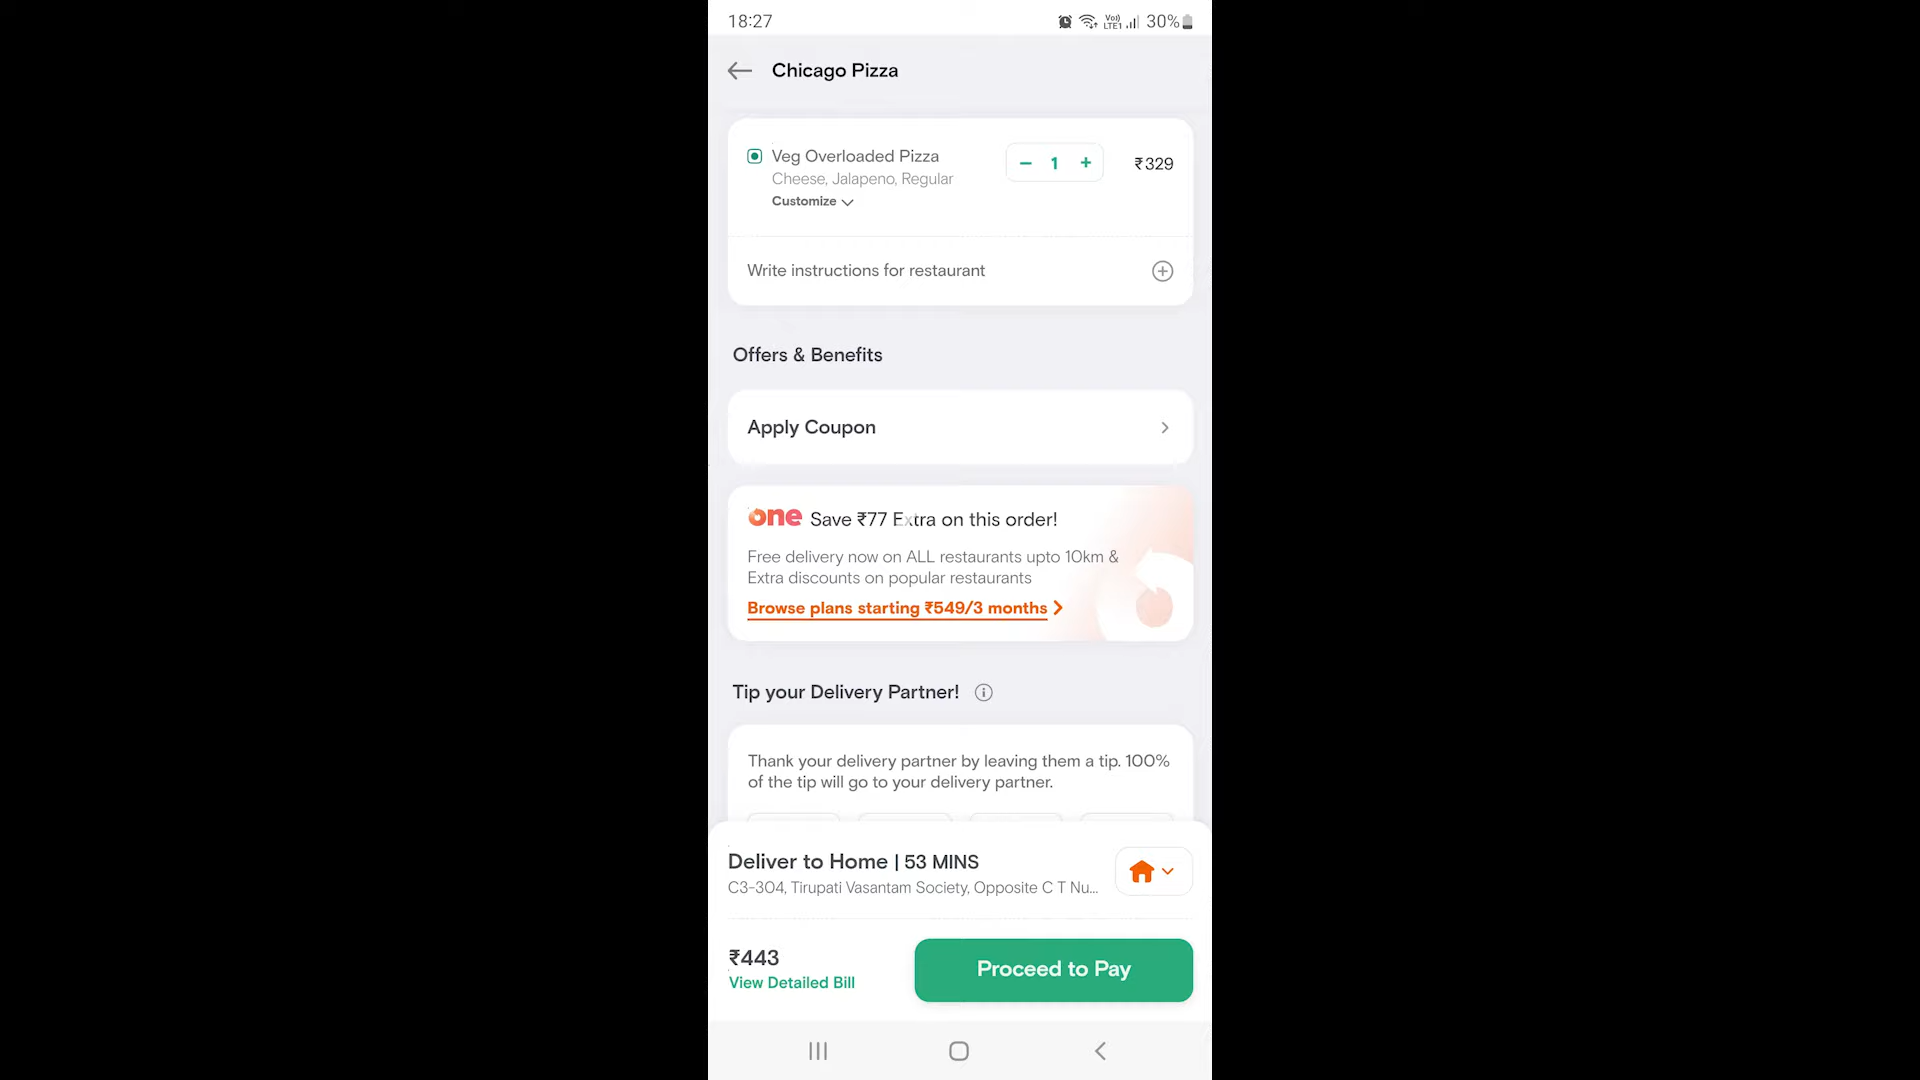 18:27
Vo))
LTE1
30%
Chicago Pizza
Veg Overloaded Pizza
− 1 +
₹329
Cheese, Jalapeno, Regular
Customize
Write instructions for restaurant
Offers & Benefits
Apply Coupon
one Save ₹77 Extra on this order!
Free delivery now on ALL restaurants upto 10km &
Extra discounts on popular restaurants
Browse plans starting ₹549/3 months
Tip your Delivery Partner!
Thank your delivery partner by leaving them a tip. 100%
of the tip will go to your delivery partner.
Deliver to Home | 53 MINS
C3-304, Tirupati Vasantam Society, Opposite C T Nu...
₹443
View Detailed Bill
Proceed to Pay